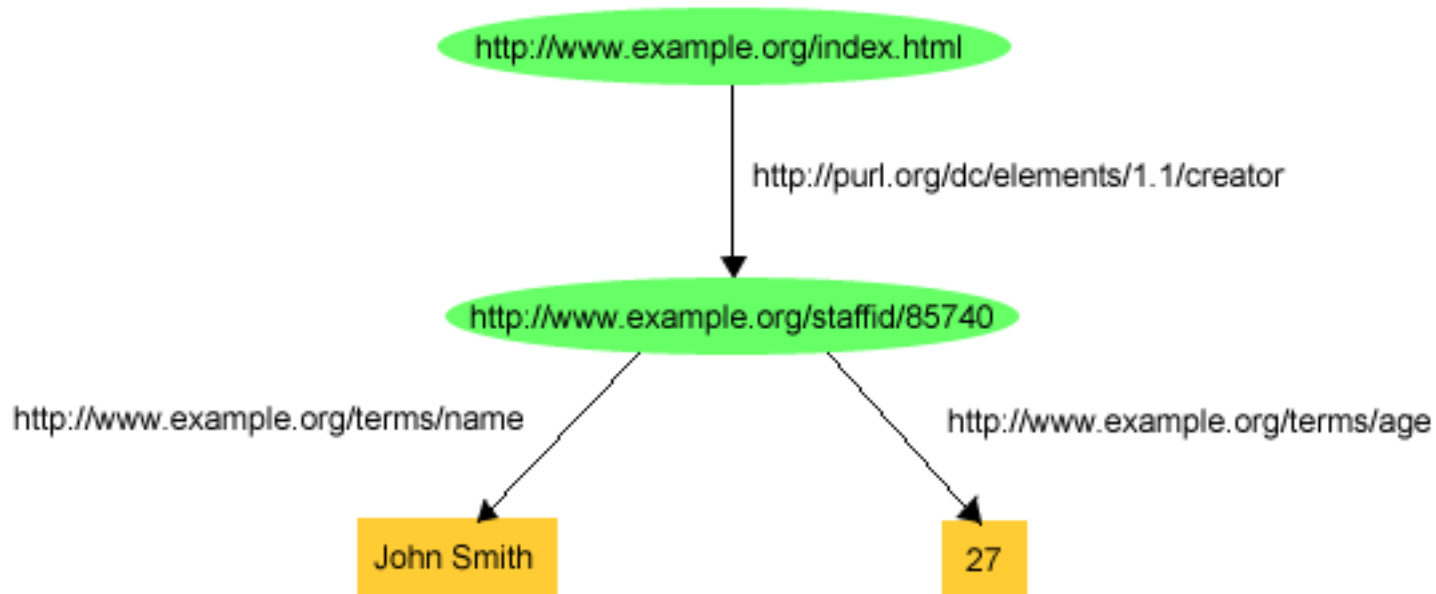 http://www.example.org/index.html
http://purl.org/dc/elements/1.1/creator
http://www.example.org/staffid/85740
http://www.example.org/terms/name
http://www.example.org/terms/age
John Smith
27